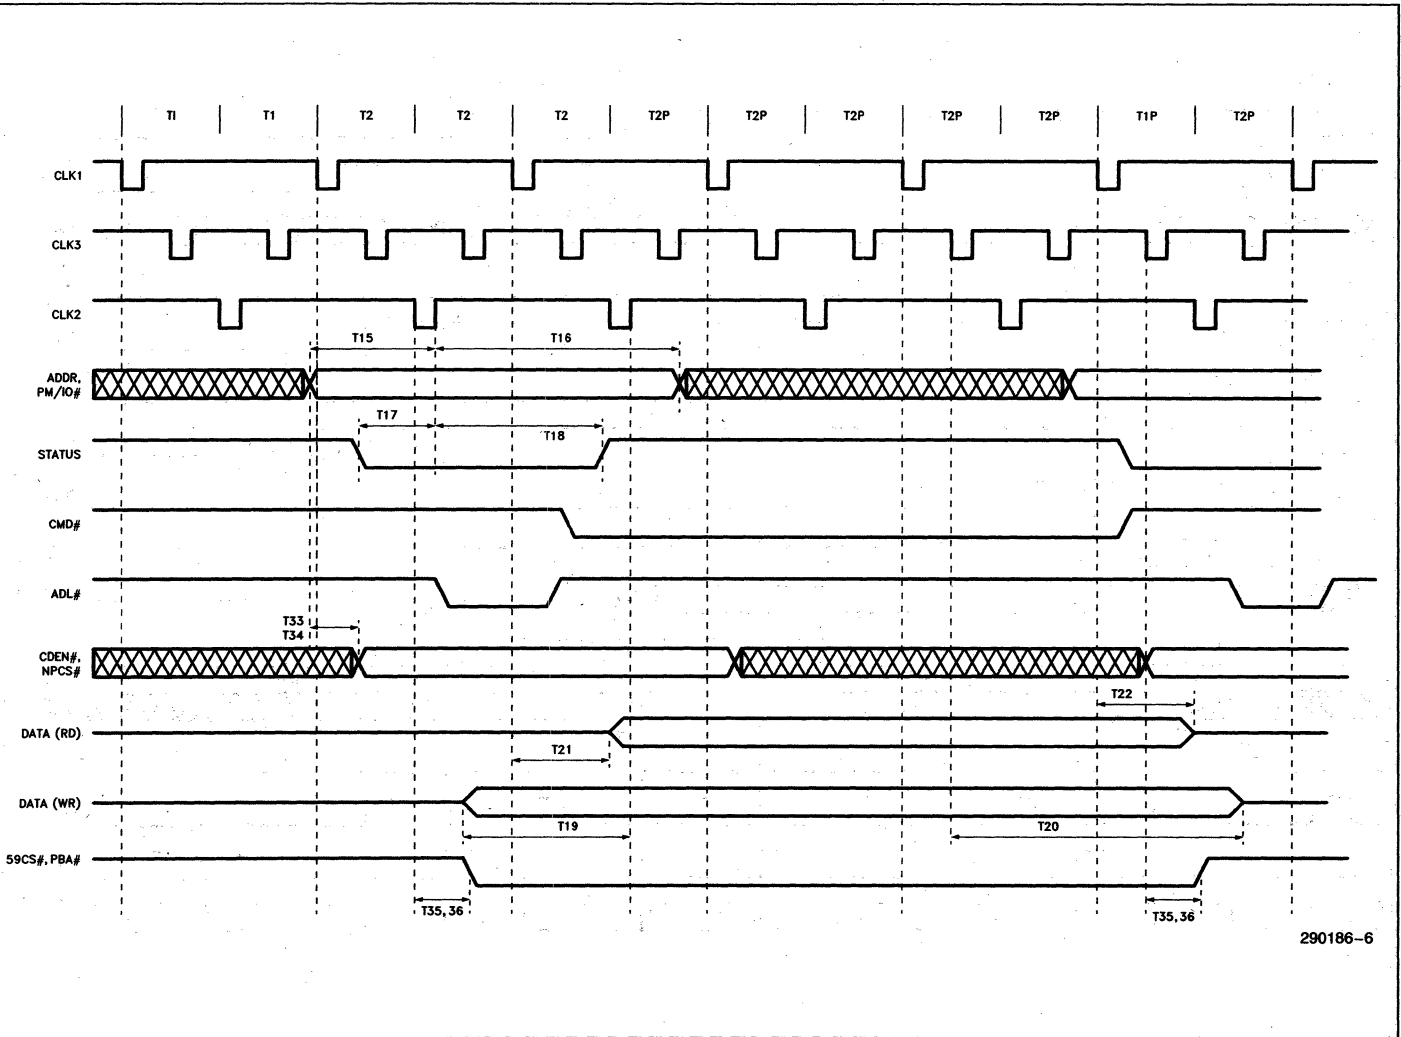 TI T1 T2 T2 T2 T2P T2P T2P T2P T2P T1P T2P
CLK1
CLK3
CLK2
T15 T16
ADDR,
PM/IO#
T17
T18
STATUS
CMD#
ADL#
T33
T34
CDEN#,
NPCS#
T22
DATA (RD)
T21
DATA (WR)
T19 T20
59CS#, PBA#
T35, 36 T35, 36
290186-6